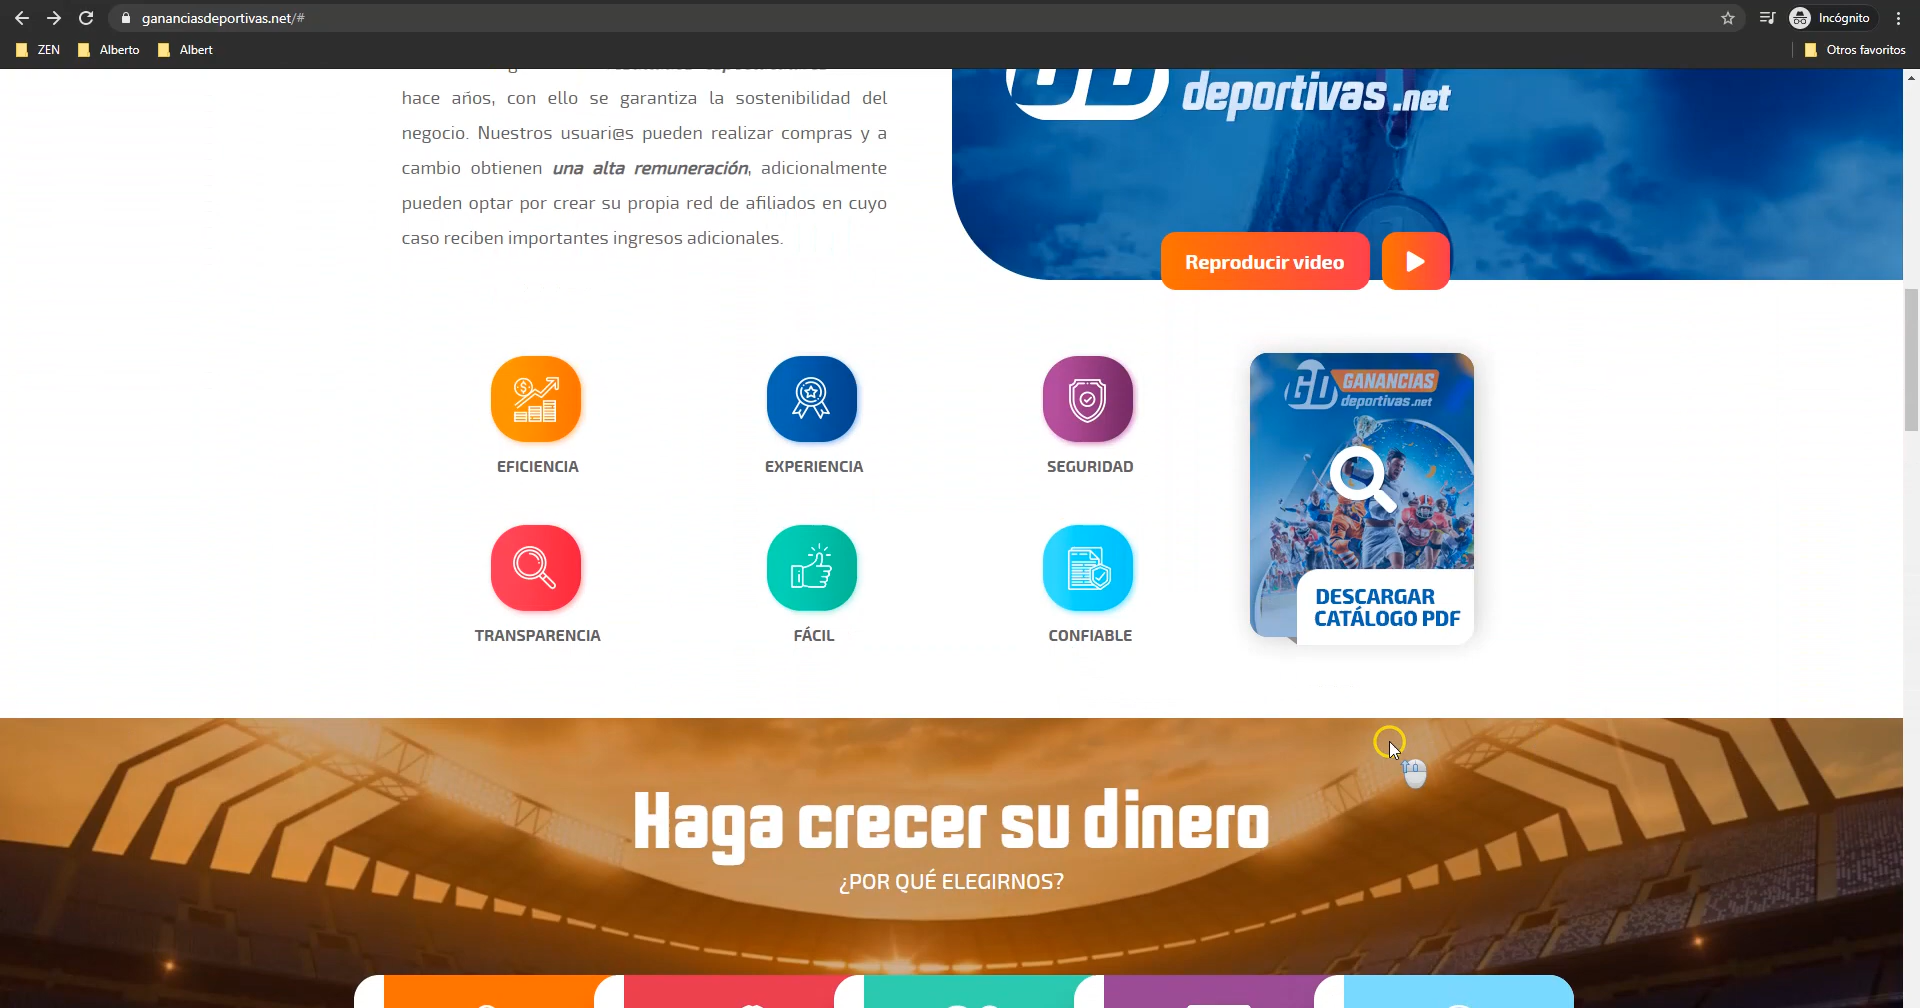 gananciasdeportivas.net/#
Incógnito
ZEN
Alberto
Albert
Otros favoritos
hace años, con ello se garantiza la sostenibilidad del
negocio. Nuestros usuari@s pueden realizar compras y a
cambio obtienen una alta remuneración, adicionalmente
pueden optar por crear su propia red de afiliados en cuyo
caso reciben importantes ingresos adicionales.
GD
deportivas.net
Reproducir video
EFICIENCIA
EXPERIENCIA
SEGURIDAD
GD GANANCIAS
deportivas.net
DESCARGAR
CATÁLOGO PDF
TRANSPARENCIA
FÁCIL
CONFIABLE
Haga crecer su dinero
¿POR QUÉ ELEGIRNOS?